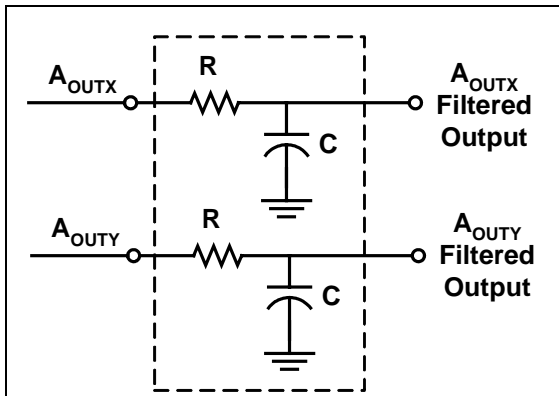 R
A_OUTX
A_OUTX
Filtered
Output
C
R
A_OUTY
A_OUTY
Filtered
Output
C